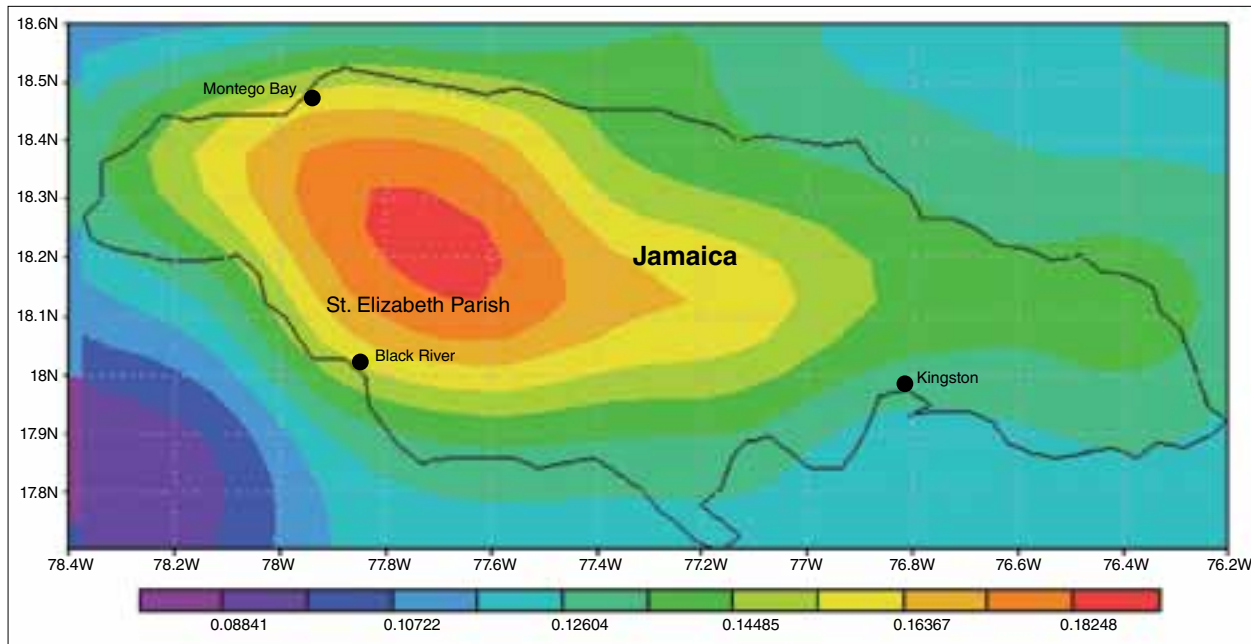 18.6N
18.5N
18.4N
18.3N
18.2N
18.1N
18N
17.9N
17.8N
Montego Bay
Jamaica
St. Elizabeth Parish
Black River
Kingston
78.4W 78.2W 78W 77.8W 77.6W 77.4W 77.2W 77W 76.8W 76.6W 76.4W 76.2W
0.08841 0.10722 0.12604 0.14485 0.16367 0.18248